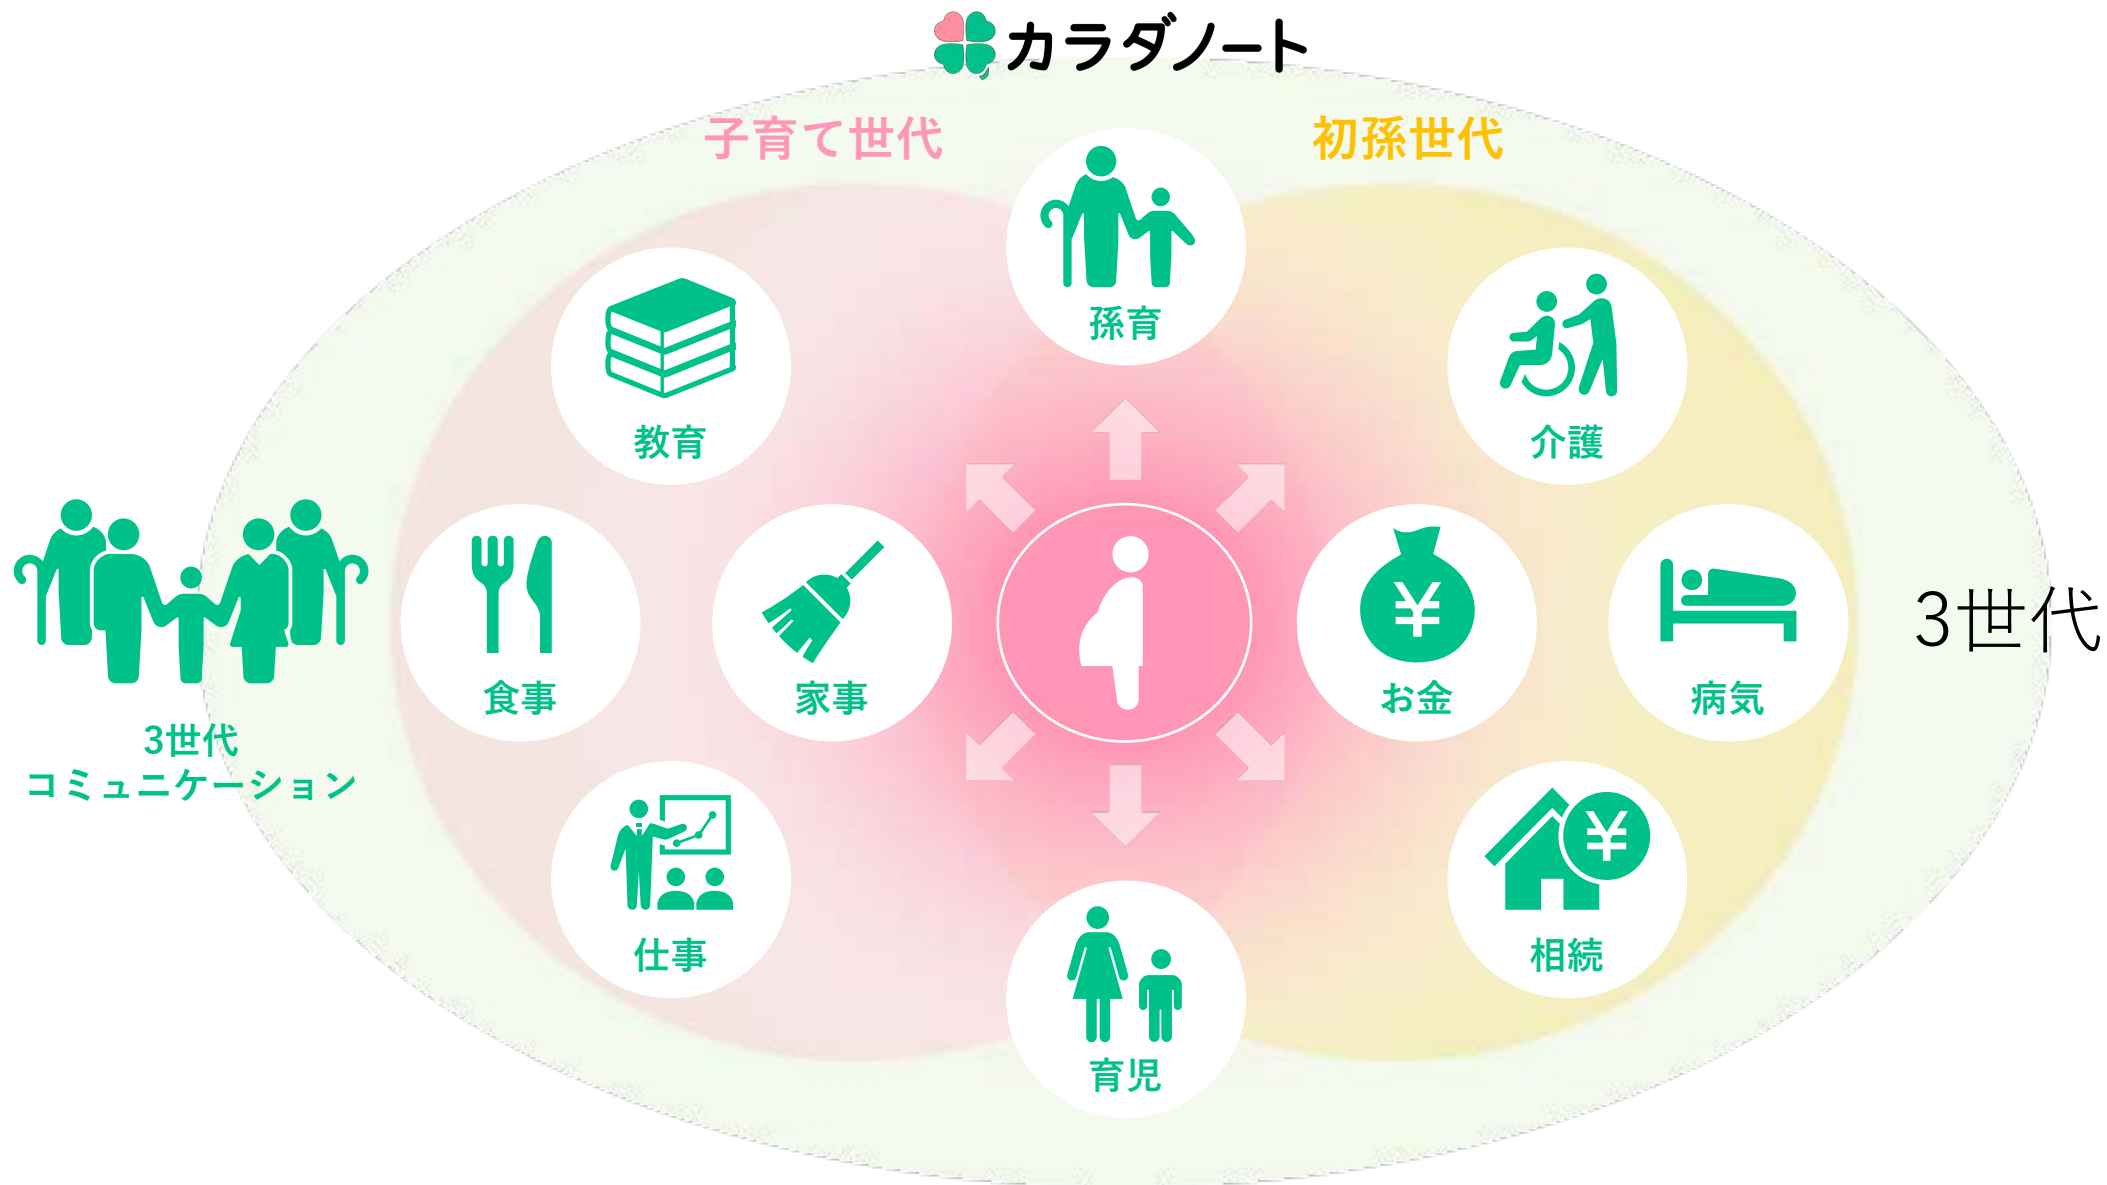 カラダノート
子育て世代
初孫世代
孫育
教育
介護
食事
家事
¥
お金
病気
3世代
3世代
コミュニケーション
仕事
¥
相続
育児